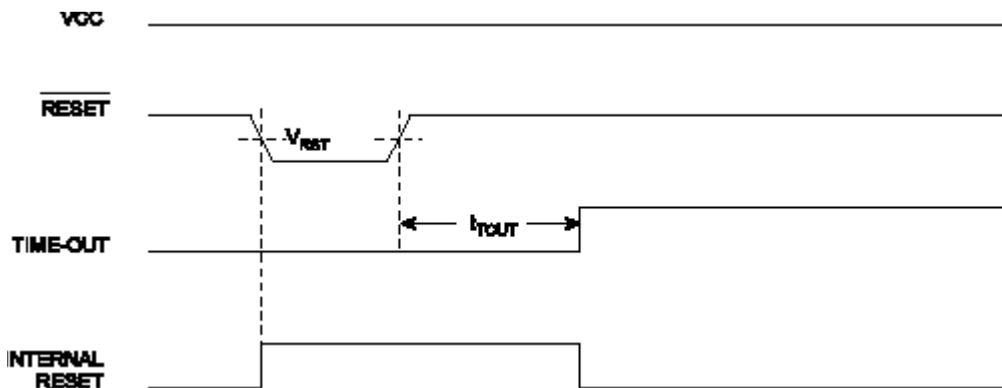 VCC
RESET
VRST
tTOUT
TIME-OUT
INTERNAL
RESET